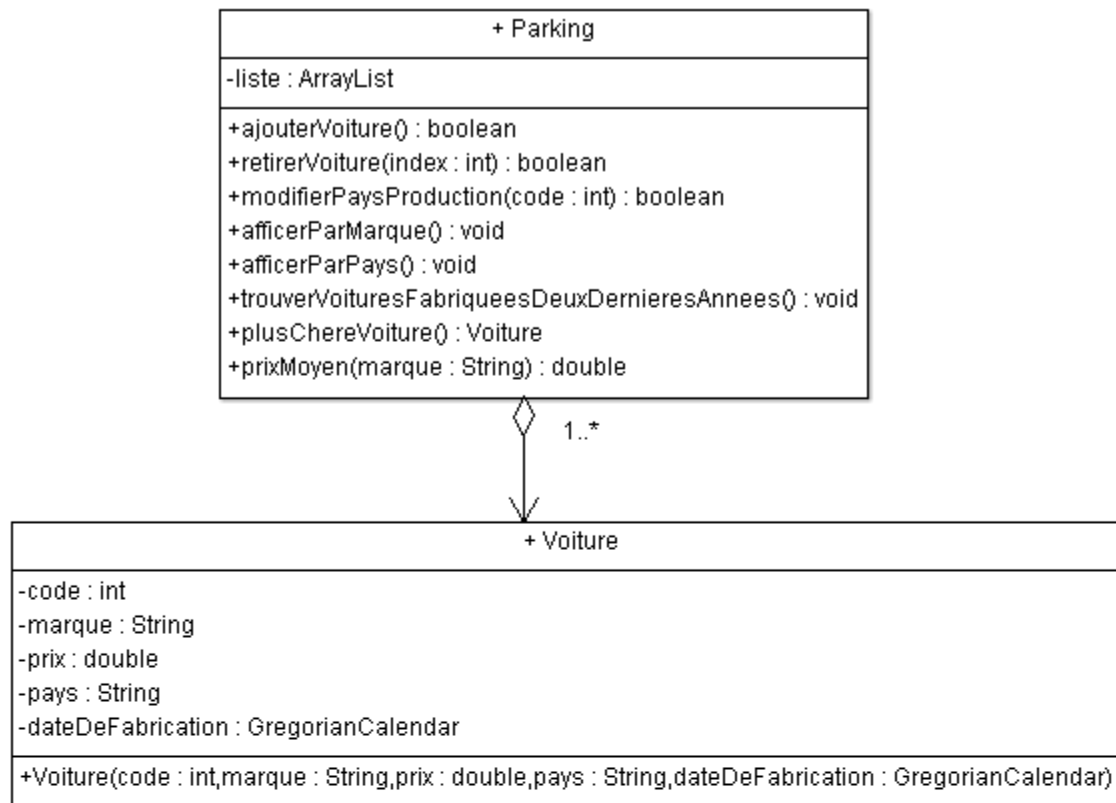 + Parking
-liste : ArrayList
+ajouterVoiture() : boolean
+retirerVoiture(index : int) : boolean
+modifierPaysProduction(code : int) : boolean
+afficerParMarque() : void
+afficerParPays() : void
+trouverVoituresFabriqueesDeuxDernieresAnnees() : void
+plusChereVoiture() : Voiture
+prixMoyen(marque : String) : double
1..*
+ Voiture
-code : int
-marque : String
-prix : double
-pays : String
-dateDeFabrication : GregorianCalendar
+Voiture(code : int,marque : String,prix : double,pays : String,dateDeFabrication : GregorianCalendar)